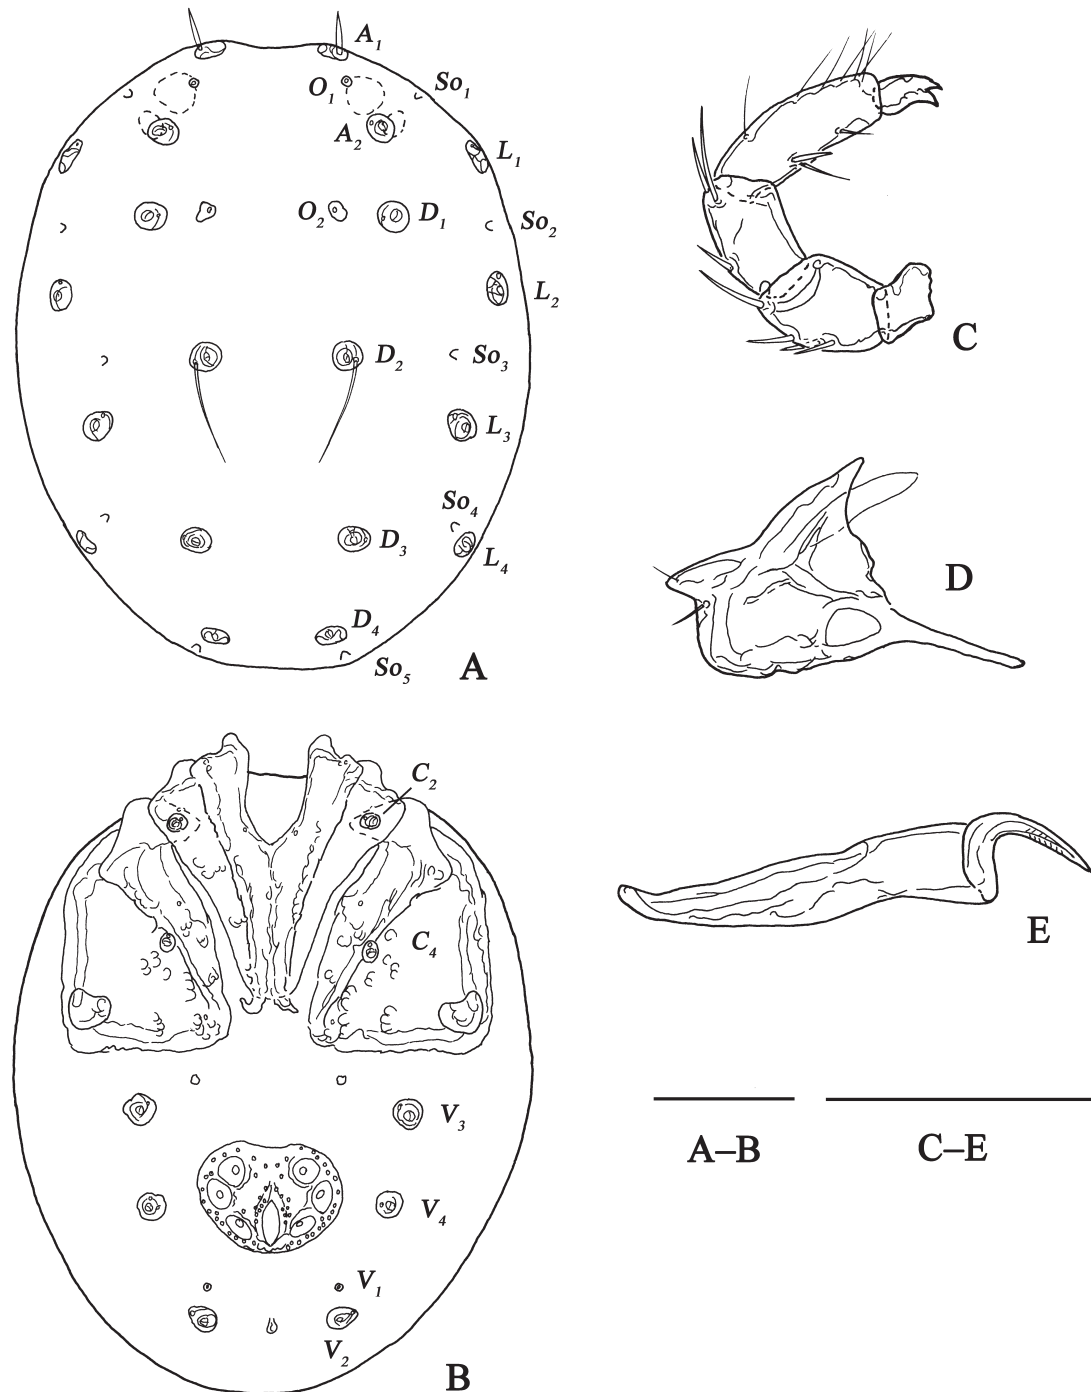 A₁
O₁ So₁
A₂
L₁
O₂ D₁ So₂
L₂
D₂ So₃
L₃
So₄
D₃
L₄
D₄
So₅
A
C
D
E
C₂
C₄
V₃
V₄
V₁
V₂
B
A–B C–E